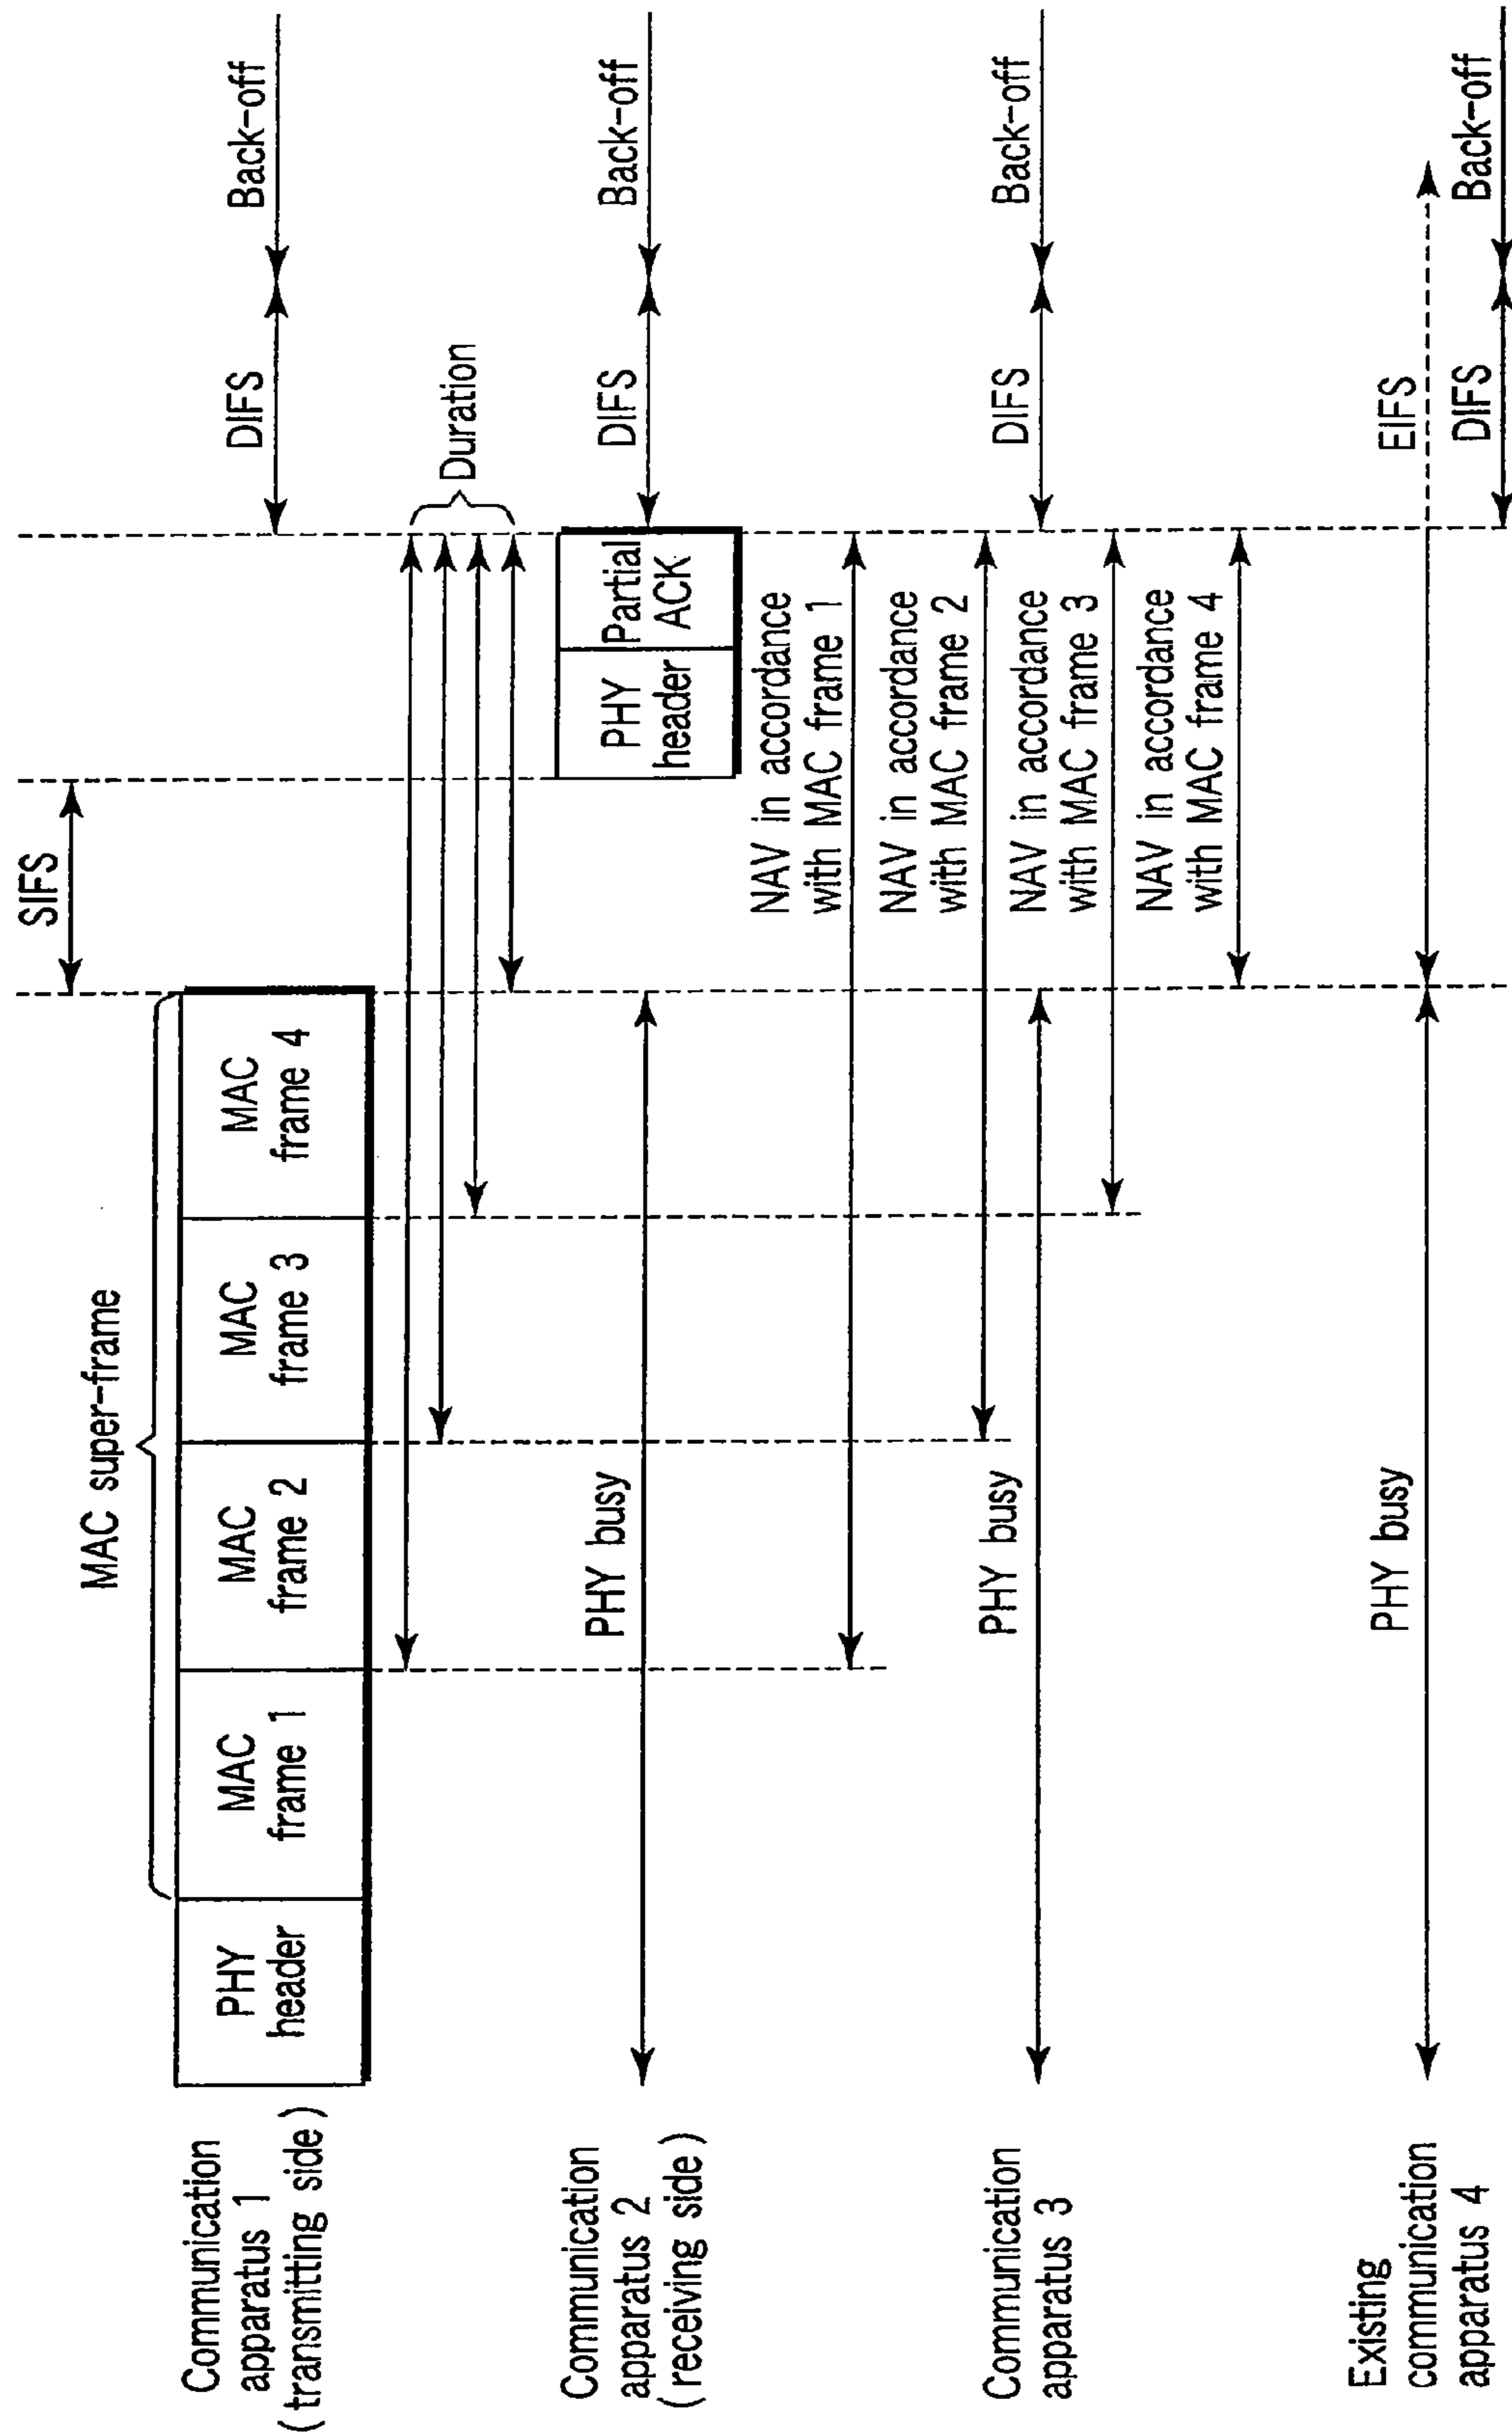 SIFS
MAC super-frame
Communication
apparatus 1
(transmitting side)
PHY
header
MAC
frame 1
MAC
frame 2
MAC
frame 3
MAC
frame 4
DIFS
Back-off
Duration
Communication
apparatus 2
(receiving side)
PHY busy
PHY
header
Partial
ACK
DIFS
Back-off
NAV in accordance
with MAC frame 1
NAV in accordance
with MAC frame 2
Communication
apparatus 3
PHY busy
DIFS
Back-off
NAV in accordance
with MAC frame 3
NAV in accordance
with MAC frame 4
Existing
communication
apparatus 4
PHY busy
EIFS
DIFS
Back-off